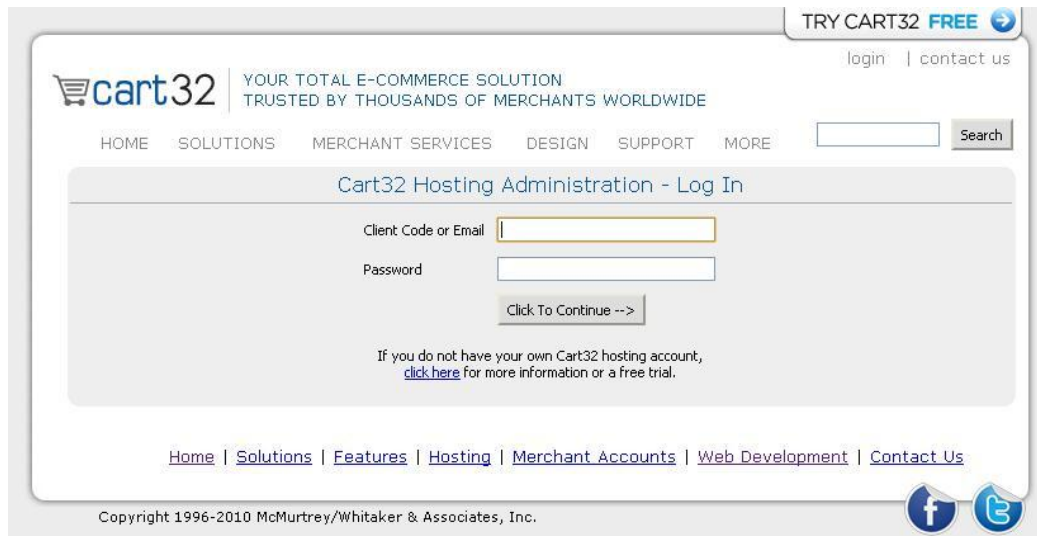 TRY CART32 FREE
login | contact us
cart32
YOUR TOTAL E-COMMERCE SOLUTION
TRUSTED BY THOUSANDS OF MERCHANTS WORLDWIDE
HOME SOLUTIONS MERCHANT SERVICES DESIGN SUPPORT MORE Search
Cart32 Hosting Administration - Log In
Client Code or Email
Password
Click To Continue -->
If you do not have your own Cart32 hosting account,
click here for more information or a free trial.
Home | Solutions | Features | Hosting | Merchant Accounts | Web Development | Contact Us
Copyright 1996-2010 McMurtrey/Whitaker & Associates, Inc.